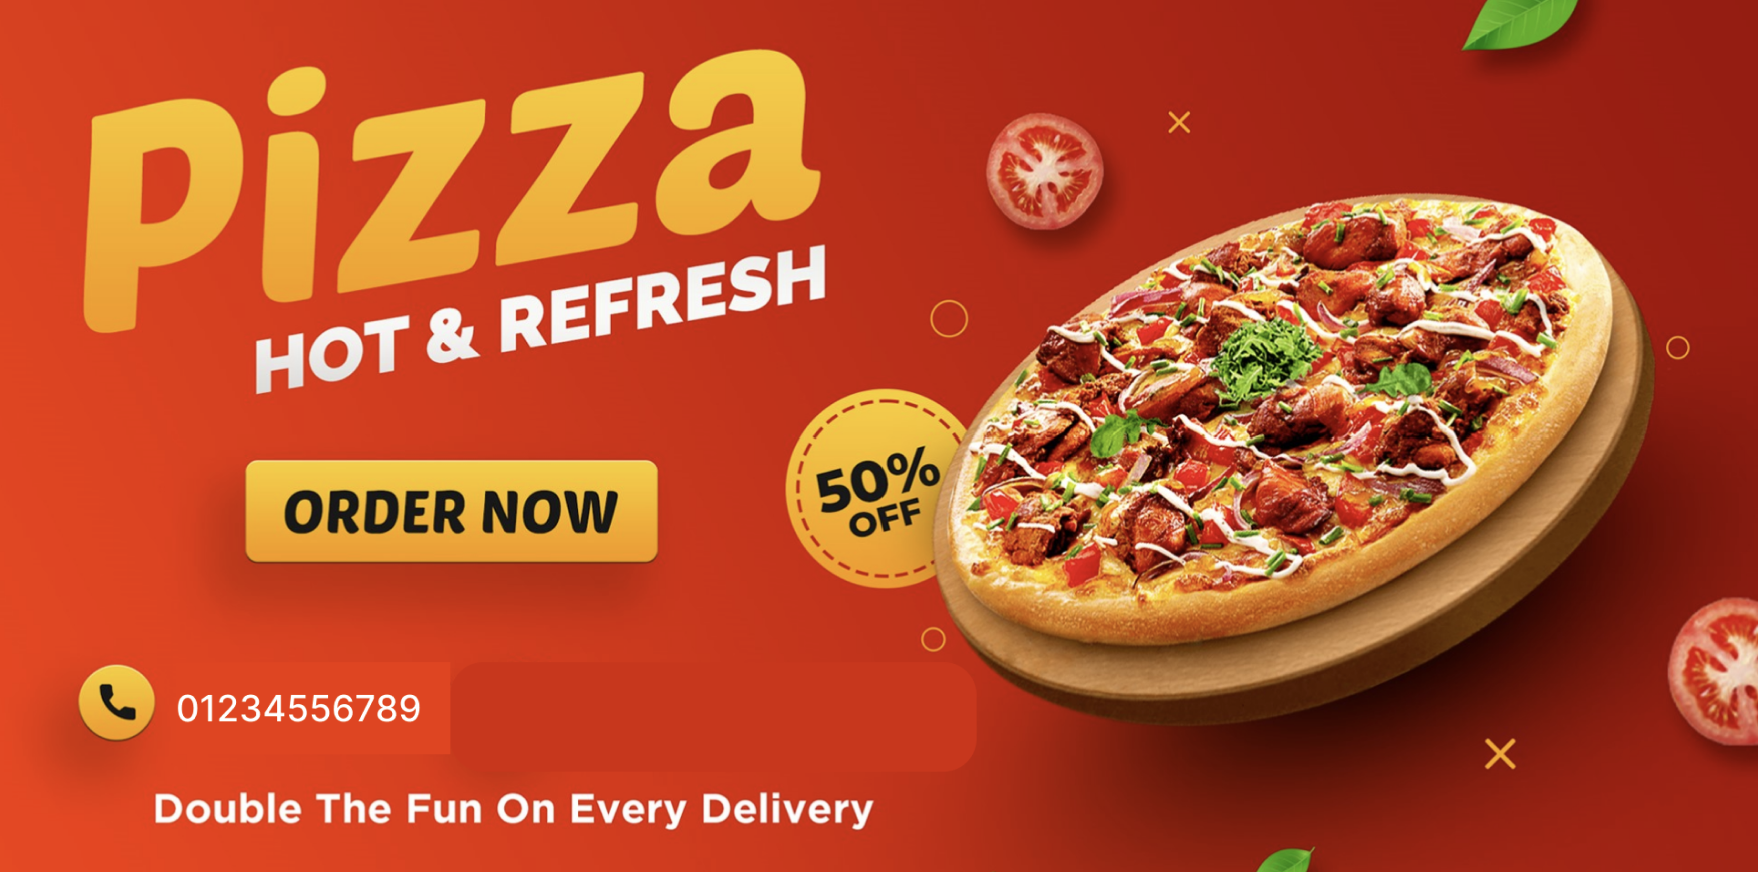 Pizza
HOT & REFRESH
ORDER NOW
50%
OFF
01234556789
Double The Fun On Every Delivery